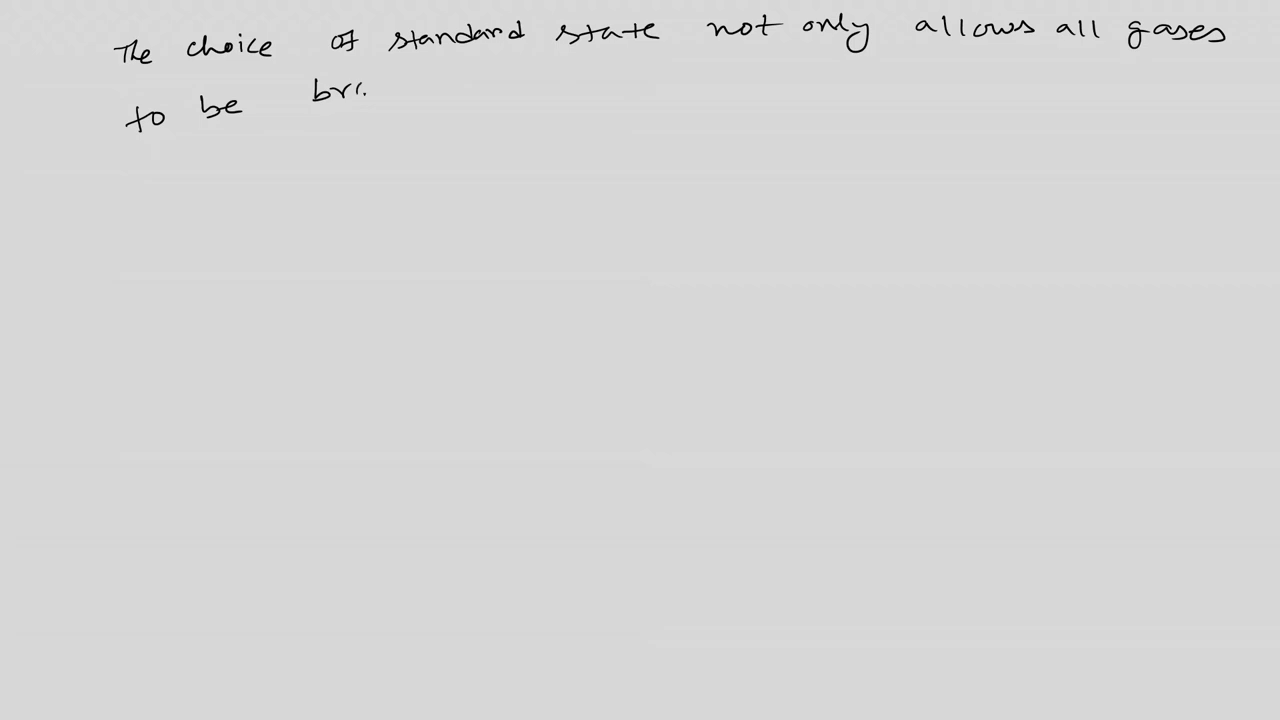 The choice of standard state not only allows all gases
to be